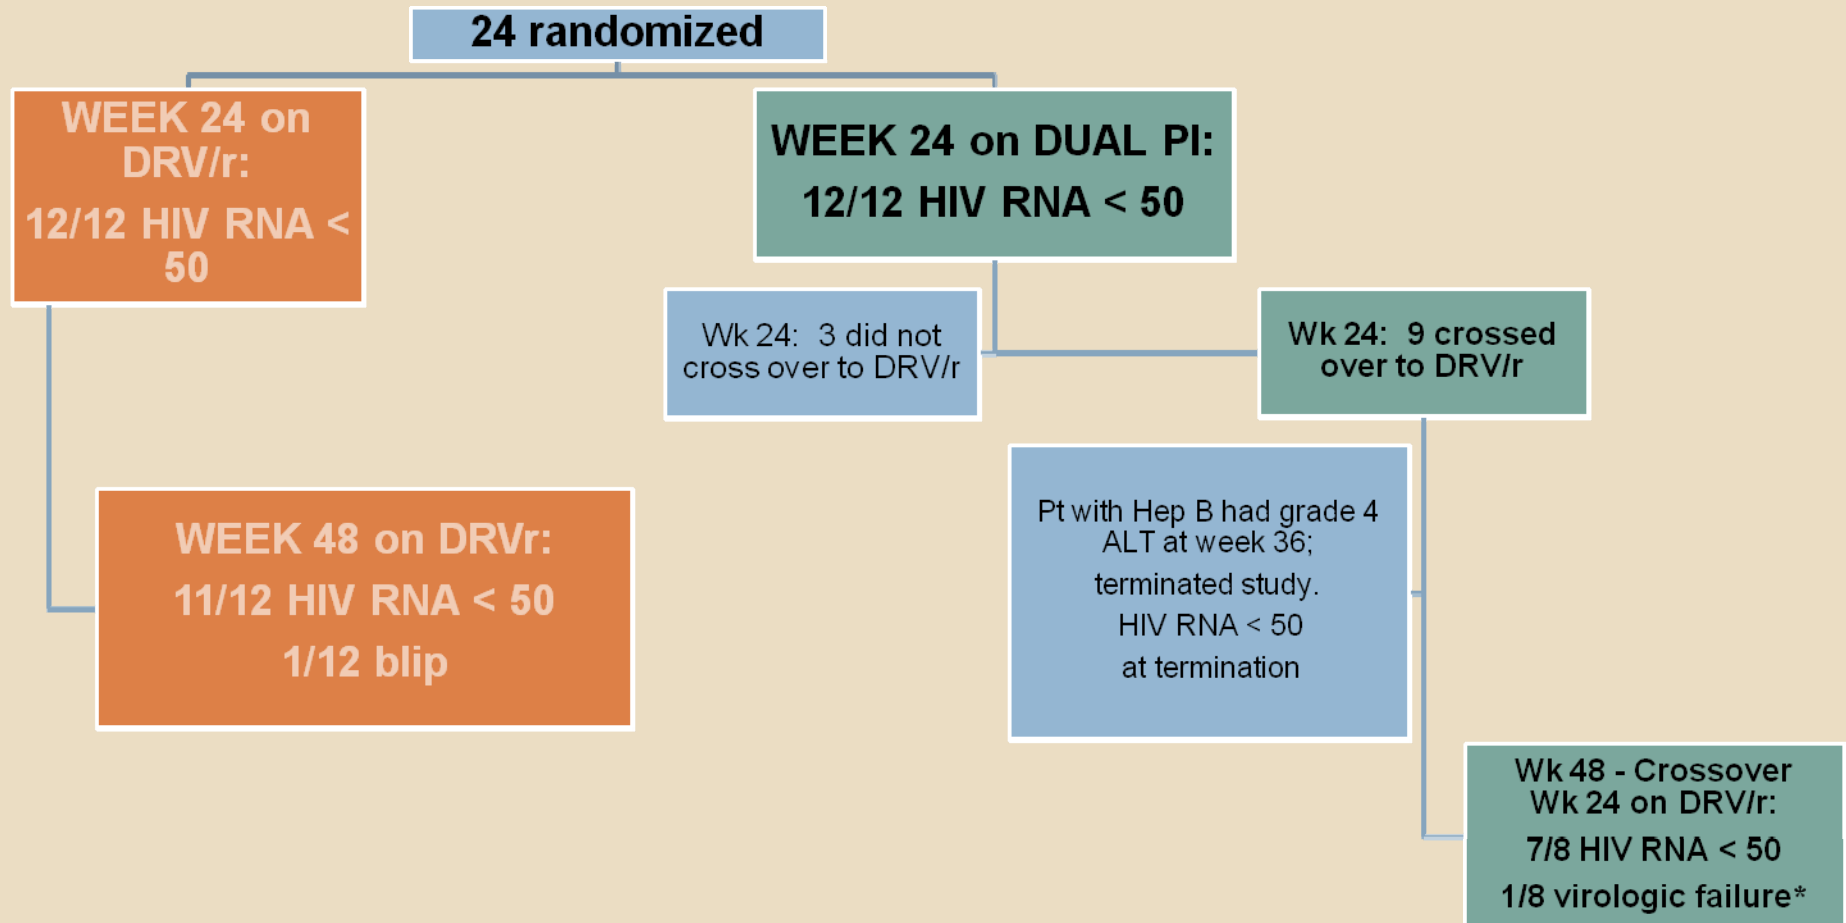 24 randomized
WEEK 24 on
DRV/r:
12/12 HIV RNA <
50
WEEK 24 on DUAL PI:
12/12 HIV RNA < 50
Wk 24: 3 did not
cross over to DRV/r
Wk 24: 9 crossed
over to DRV/r
WEEK 48 on DRVr:
11/12 HIV RNA < 50
1/12 blip
Pt with Hep B had grade 4
ALT at week 36;
terminated study.
HIV RNA < 50
at termination
Wk 48 - Crossover
Wk 24 on DRV/r:
7/8 HIV RNA < 50
1/8 virologic failure*